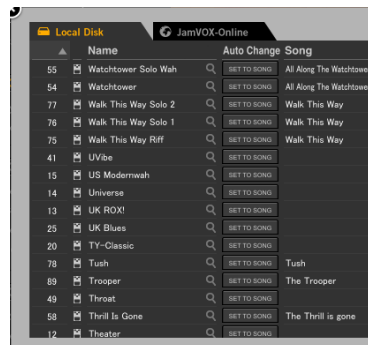 Local Disk JamVOX-Online
Name Auto Change Song
55 Watchtower Solo Wah SET TO SONG All Along The Watchtowe
54 Watchtower SET TO SONG All Along The Watchtowe
77 Walk This Way Solo 2 SET TO SONG Walk This Way
76 Walk This Way Solo 1 SET TO SONG Walk This Way
75 Walk This Way Riff SET TO SONG Walk This Way
41 UVibe SET TO SONG
15 US Modernwah SET TO SONG
14 Universe SET TO SONG
13 UK ROX! SET TO SONG
25 UK Blues SET TO SONG
20 TY-Classic SET TO SONG
78 Tush SET TO SONG Tush
89 Trooper SET TO SONG The Trooper
49 Throat SET TO SONG
58 Thrill Is Gone SET TO SONG The Thrill is gone
12 Theater SET TO SONG